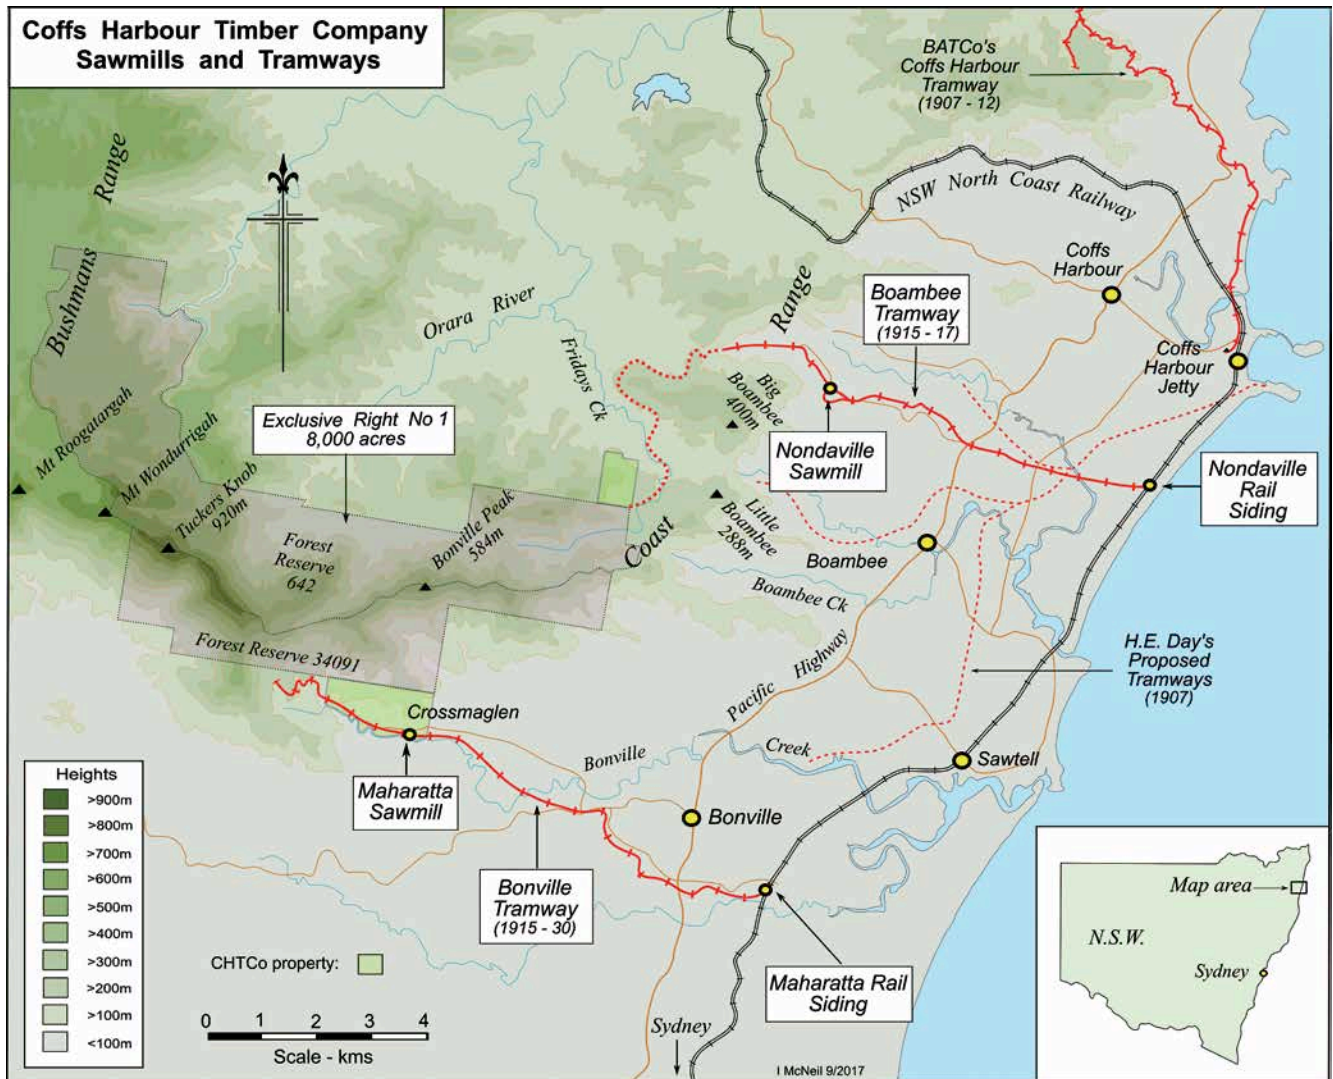 Coffs Harbour Timber Company
Sawmills and Tramways
BATCo's
Coffs Harbour
Tramway
(1907 - 12)
Bushmans Range
NSW North Coast Railway
Coffs
Harbour
Orara River
Fridays Ck
Coast Range
Boambee
Tramway
(1915 - 17)
Coffs
Harbour
Jetty
Big
Boambee
400m
Mt Roogatargah
Mt Wondurrigah
Tuckers Knob
920m
Exclusive Right No 1
8,000 acres
Nondaville
Sawmill
Nondaville
Rail
Siding
Bonville Peak
584m
Forest
Reserve
642
Little
Boambee
288m
Boambee
Boambee Ck
Forest Reserve 34091
Pacific Highway
H.E. Day's
Proposed
Tramways
(1907)
Crossmaglen
Bonville Creek
Sawtell
Maharatta
Sawmill
Bonville
Bonville
Tramway
(1915 - 30)
Maharatta Rail
Siding
Heights
>900m
>800m
>700m
>600m
>500m
>400m
>300m
>200m
>100m
<100m
CHTCo property:
0 1 2 3 4
Scale - kms
Sydney
I McNeil 9/2017
Map area
N.S.W.
Sydney